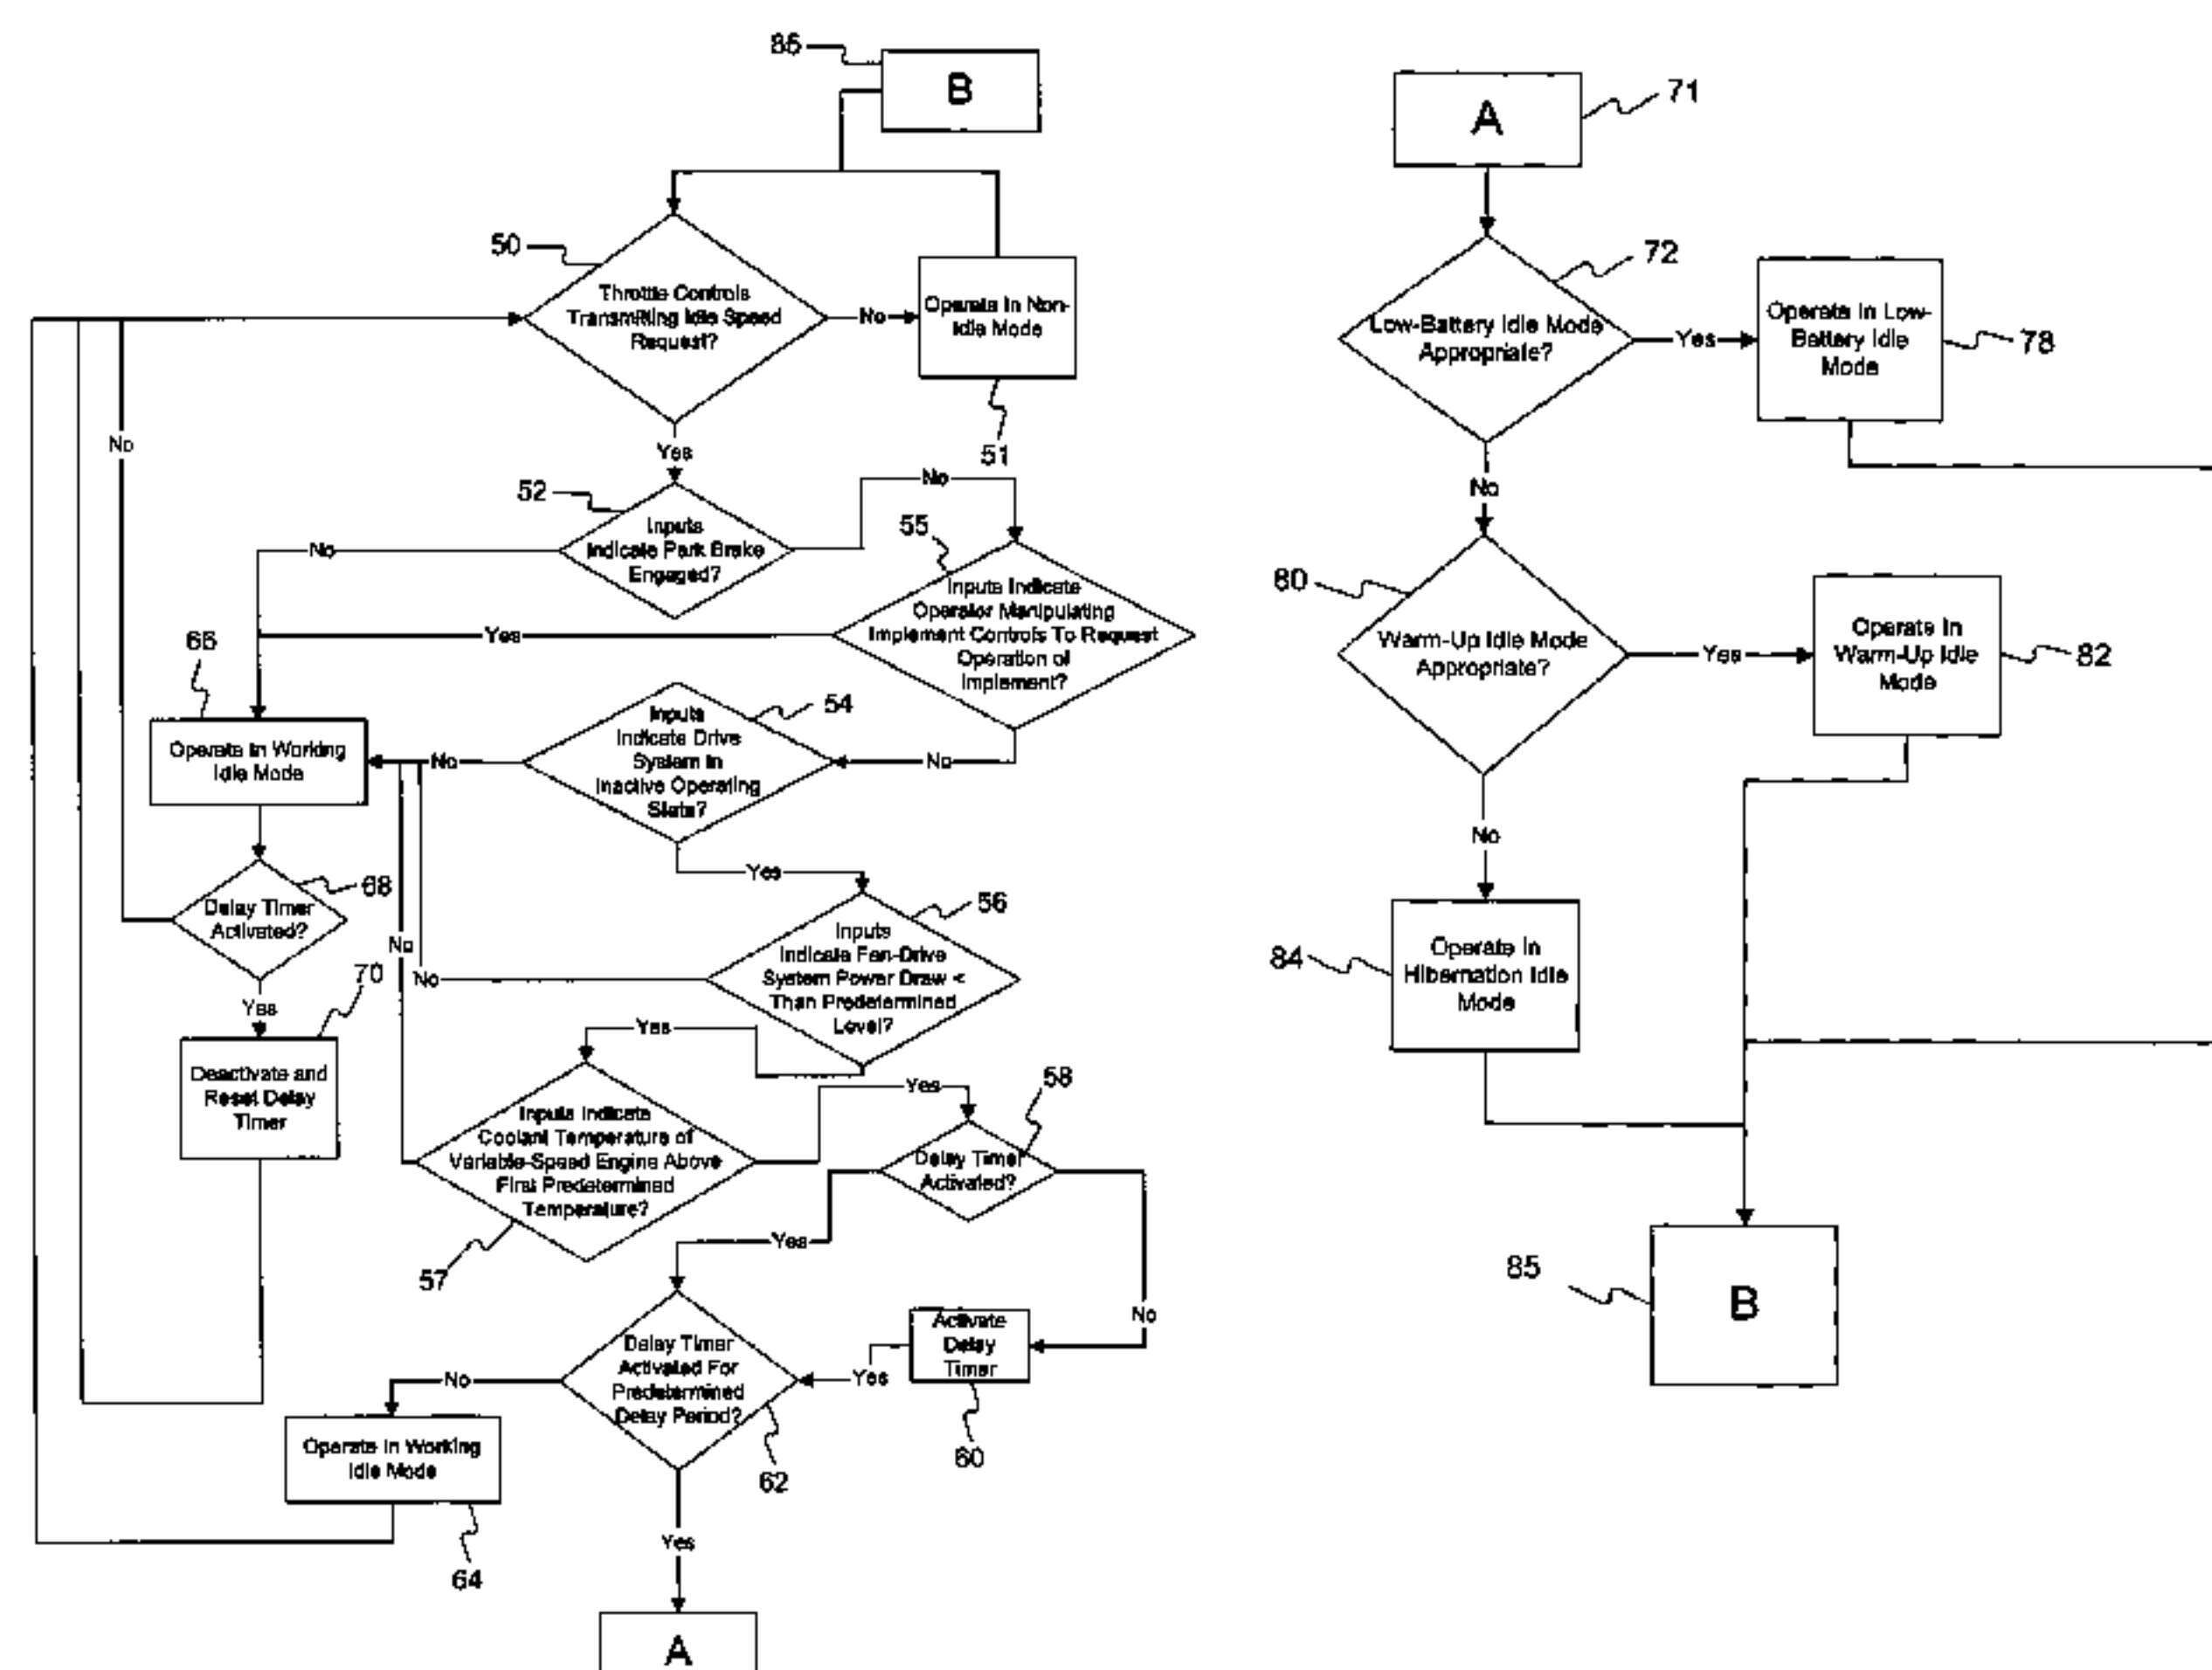 85
B
50
Throttle Controls
Transmitting Idle Speed
Request?
No
Operate In Non-
Idle Mode
51
No
Yes
52
Inputs
Indicate Park Brake
Engaged?
No
No
55
Inputs Indicate
Operator Manipulating
Implement Controls To Request
Operation of
Implement?
Yes
66
Operate In Working
Idle Mode
54
Inputs
Indicate Drive
System In
Inactive Operating
State?
No
No
Yes
68
Delay Timer
Activated?
56
Inputs
Indicate Fan-Drive
System Power Draw <
Than Predetermined
Level?
No
No
Yes
70
Deactivate and
Reset Delay
Timer
Yes
57
Inputs Indicate
Coolant Temperature of
Variable-Speed Engine Above
First Predetermined
Temperature?
Yes
58
Delay Timer
Activated?
Yes
No
Activate
Delay
Timer
60
Yes
Delay Timer
Activated For
Predetermined
Delay Period?
62
No
Operate In Working
Idle Mode
64
Yes
A
A
71
72
Low-Battery Idle Mode
Appropriate?
Yes
Operate In Low-
Battery Idle
Mode
78
No
80
Warm-Up Idle Mode
Appropriate?
Yes
Operate In
Warm-Up Idle
Mode
82
No
84
Operate In
Hibernation Idle
Mode
85
B